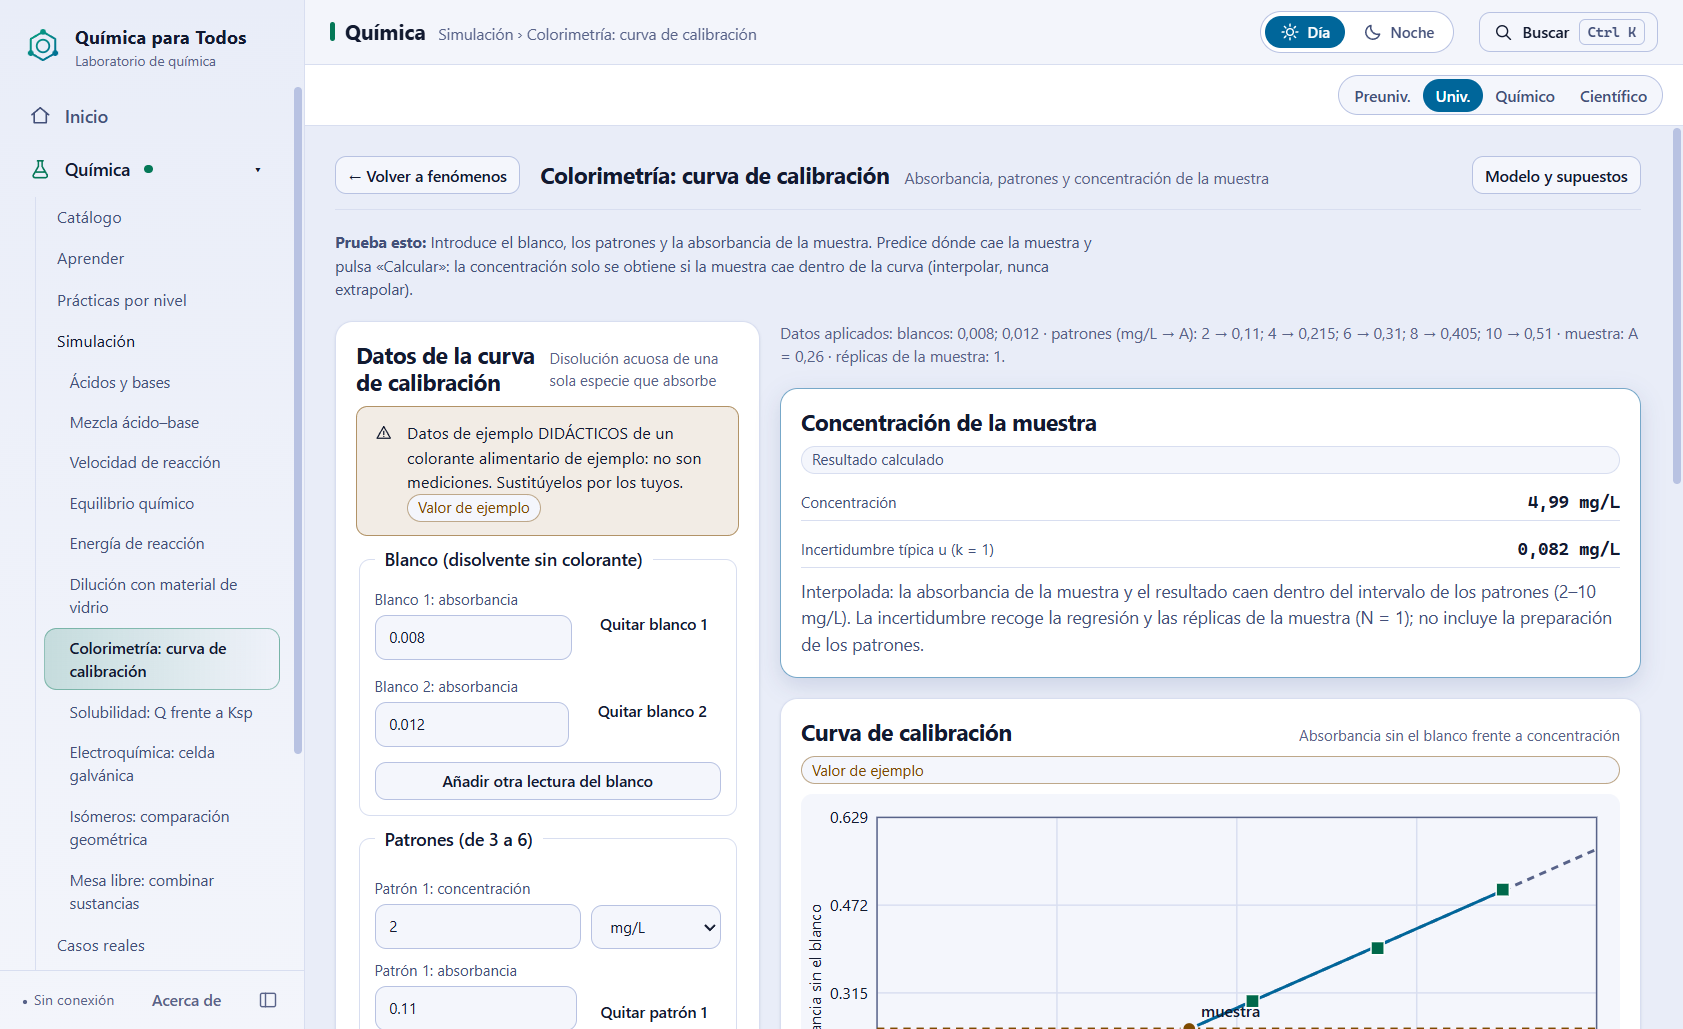 Química para Todos
Laboratorio de química
Inicio
Química
Catálogo
Aprender
Prácticas por nivel
Simulación
Ácidos y bases
Mezcla ácido–base
Velocidad de reacción
Equilibrio químico
Energía de reacción
Dilución con material de
vidrio
Colorimetría: curva de
calibración
Solubilidad: Q frente a Ksp
Electroquímica: celda
galvánica
Isómeros: comparación
geométrica
Mesa libre: combinar
sustancias
Casos reales
Sin conexión
Acerca de
Química
Simulación › Colorimetría: curva de calibración
Día
Noche
Buscar
Ctrl K
Preuniv.
Univ.
Químico
Científico
← Volver a fenómenos
Colorimetría: curva de calibración
Absorbancia, patrones y concentración de la muestra
Modelo y supuestos
Prueba esto: Introduce el blanco, los patrones y la absorbancia de la muestra. Predice dónde cae la muestra y
pulsa «Calcular»: la concentración solo se obtiene si la muestra cae dentro de la curva (interpolar, nunca
extrapolar).
Datos de la curva
de calibración
Disolución acuosa de una
sola especie que absorbe
Datos de ejemplo DIDÁCTICOS de un
colorante alimentario de ejemplo: no son
mediciones. Sustitúyelos por los tuyos.
Valor de ejemplo
Blanco (disolvente sin colorante)
Blanco 1: absorbancia
0.008
Quitar blanco 1
Blanco 2: absorbancia
0.012
Quitar blanco 2
Añadir otra lectura del blanco
Patrones (de 3 a 6)
Patrón 1: concentración
2
mg/L
Patrón 1: absorbancia
0.11
Quitar patrón 1
Datos aplicados: blancos: 0,008; 0,012 · patrones (mg/L → A): 2 → 0,11; 4 → 0,215; 6 → 0,31; 8 → 0,405; 10 → 0,51 · muestra: A
= 0,26 · réplicas de la muestra: 1.
Concentración de la muestra
Resultado calculado
Concentración
4,99 mg/L
Incertidumbre típica u (k = 1)
0,082 mg/L
Interpolada: la absorbancia de la muestra y el resultado caen dentro del intervalo de los patrones (2–10
mg/L). La incertidumbre recoge la regresión y las réplicas de la muestra (N = 1); no incluye la preparación
de los patrones.
Curva de calibración
Absorbancia sin el blanco frente a concentración
Valor de ejemplo
0.629
0.472
0.315
sin el blanco
muestra